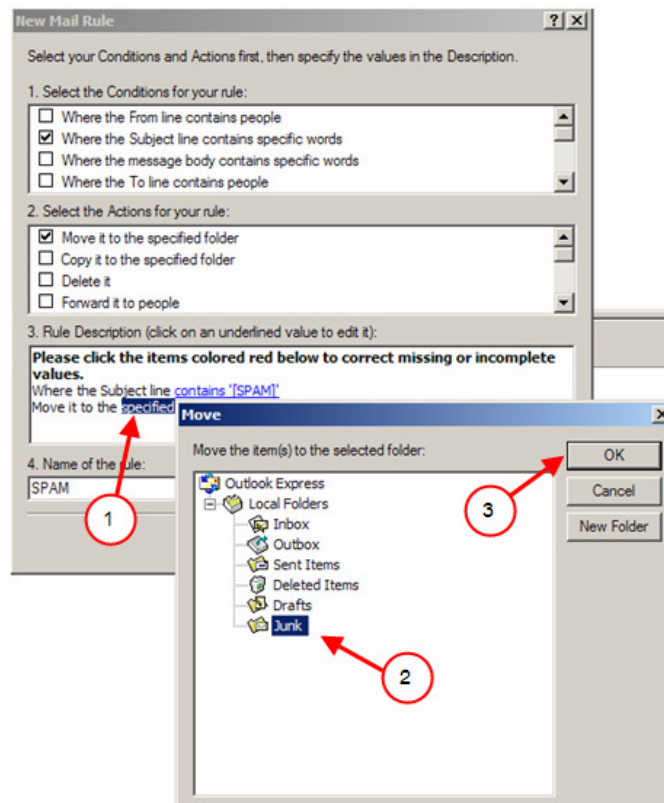 New Mail Rule
Select your Conditions and Actions first, then specify the values in the Description.
1. Select the Conditions for your rule:
Where the From line contains people
Where the Subject line contains specific words
Where the message body contains specific words
Where the To line contains people
2. Select the Actions for your rule:
Move it to the specified folder
Copy it to the specified folder
Delete it
Forward it to people
3. Rule Description (click on an underlined value to edit it):
Please click the items colored red below to correct missing or incomplete
values.
Where the Subject line contains '[SPAM]'
Move it to the specified
4. Name of the rule:
SPAM
1
Move
Move the item(s) to the selected folder:
Outlook Express
Local Folders
Inbox
Outbox
Sent Items
Deleted Items
Drafts
Junk
OK
Cancel
New Folder
3
2